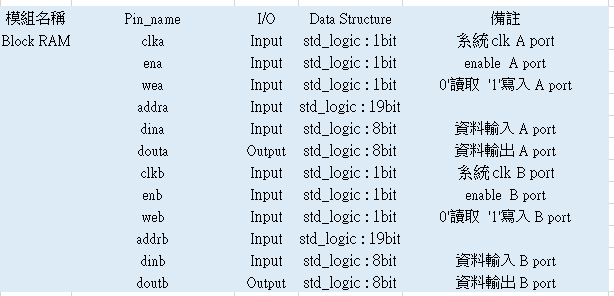 模組名稱 Pin_name I/O Data Structure 備註
Block RAM clka Input std_logic : 1bit 系統 clk A port
ena Input std_logic : 1bit enable A port
wea Input std_logic : 1bit 0'讀取 '1'寫入 A port
addra Input std_logic : 19bit
dina Input std_logic : 8bit 資料輸入 A port
douta Output std_logic : 8bit 資料輸出 A port
clkb Input std_logic : 1bit 系統 clk B port
enb Input std_logic : 1bit enable B port
web Input std_logic : 1bit 0'讀取 '1'寫入 B port
addrb Input std_logic : 19bit
dinb Input std_logic : 8bit 資料輸入 B port
doutb Output std_logic : 8bit 資料輸出 B port